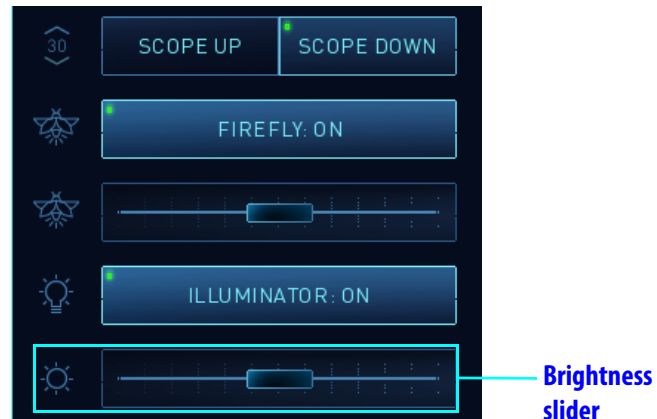 30
SCOPE UP
SCOPE DOWN
FIREFLY: ON
ILLUMINATOR: ON
Brightness
slider